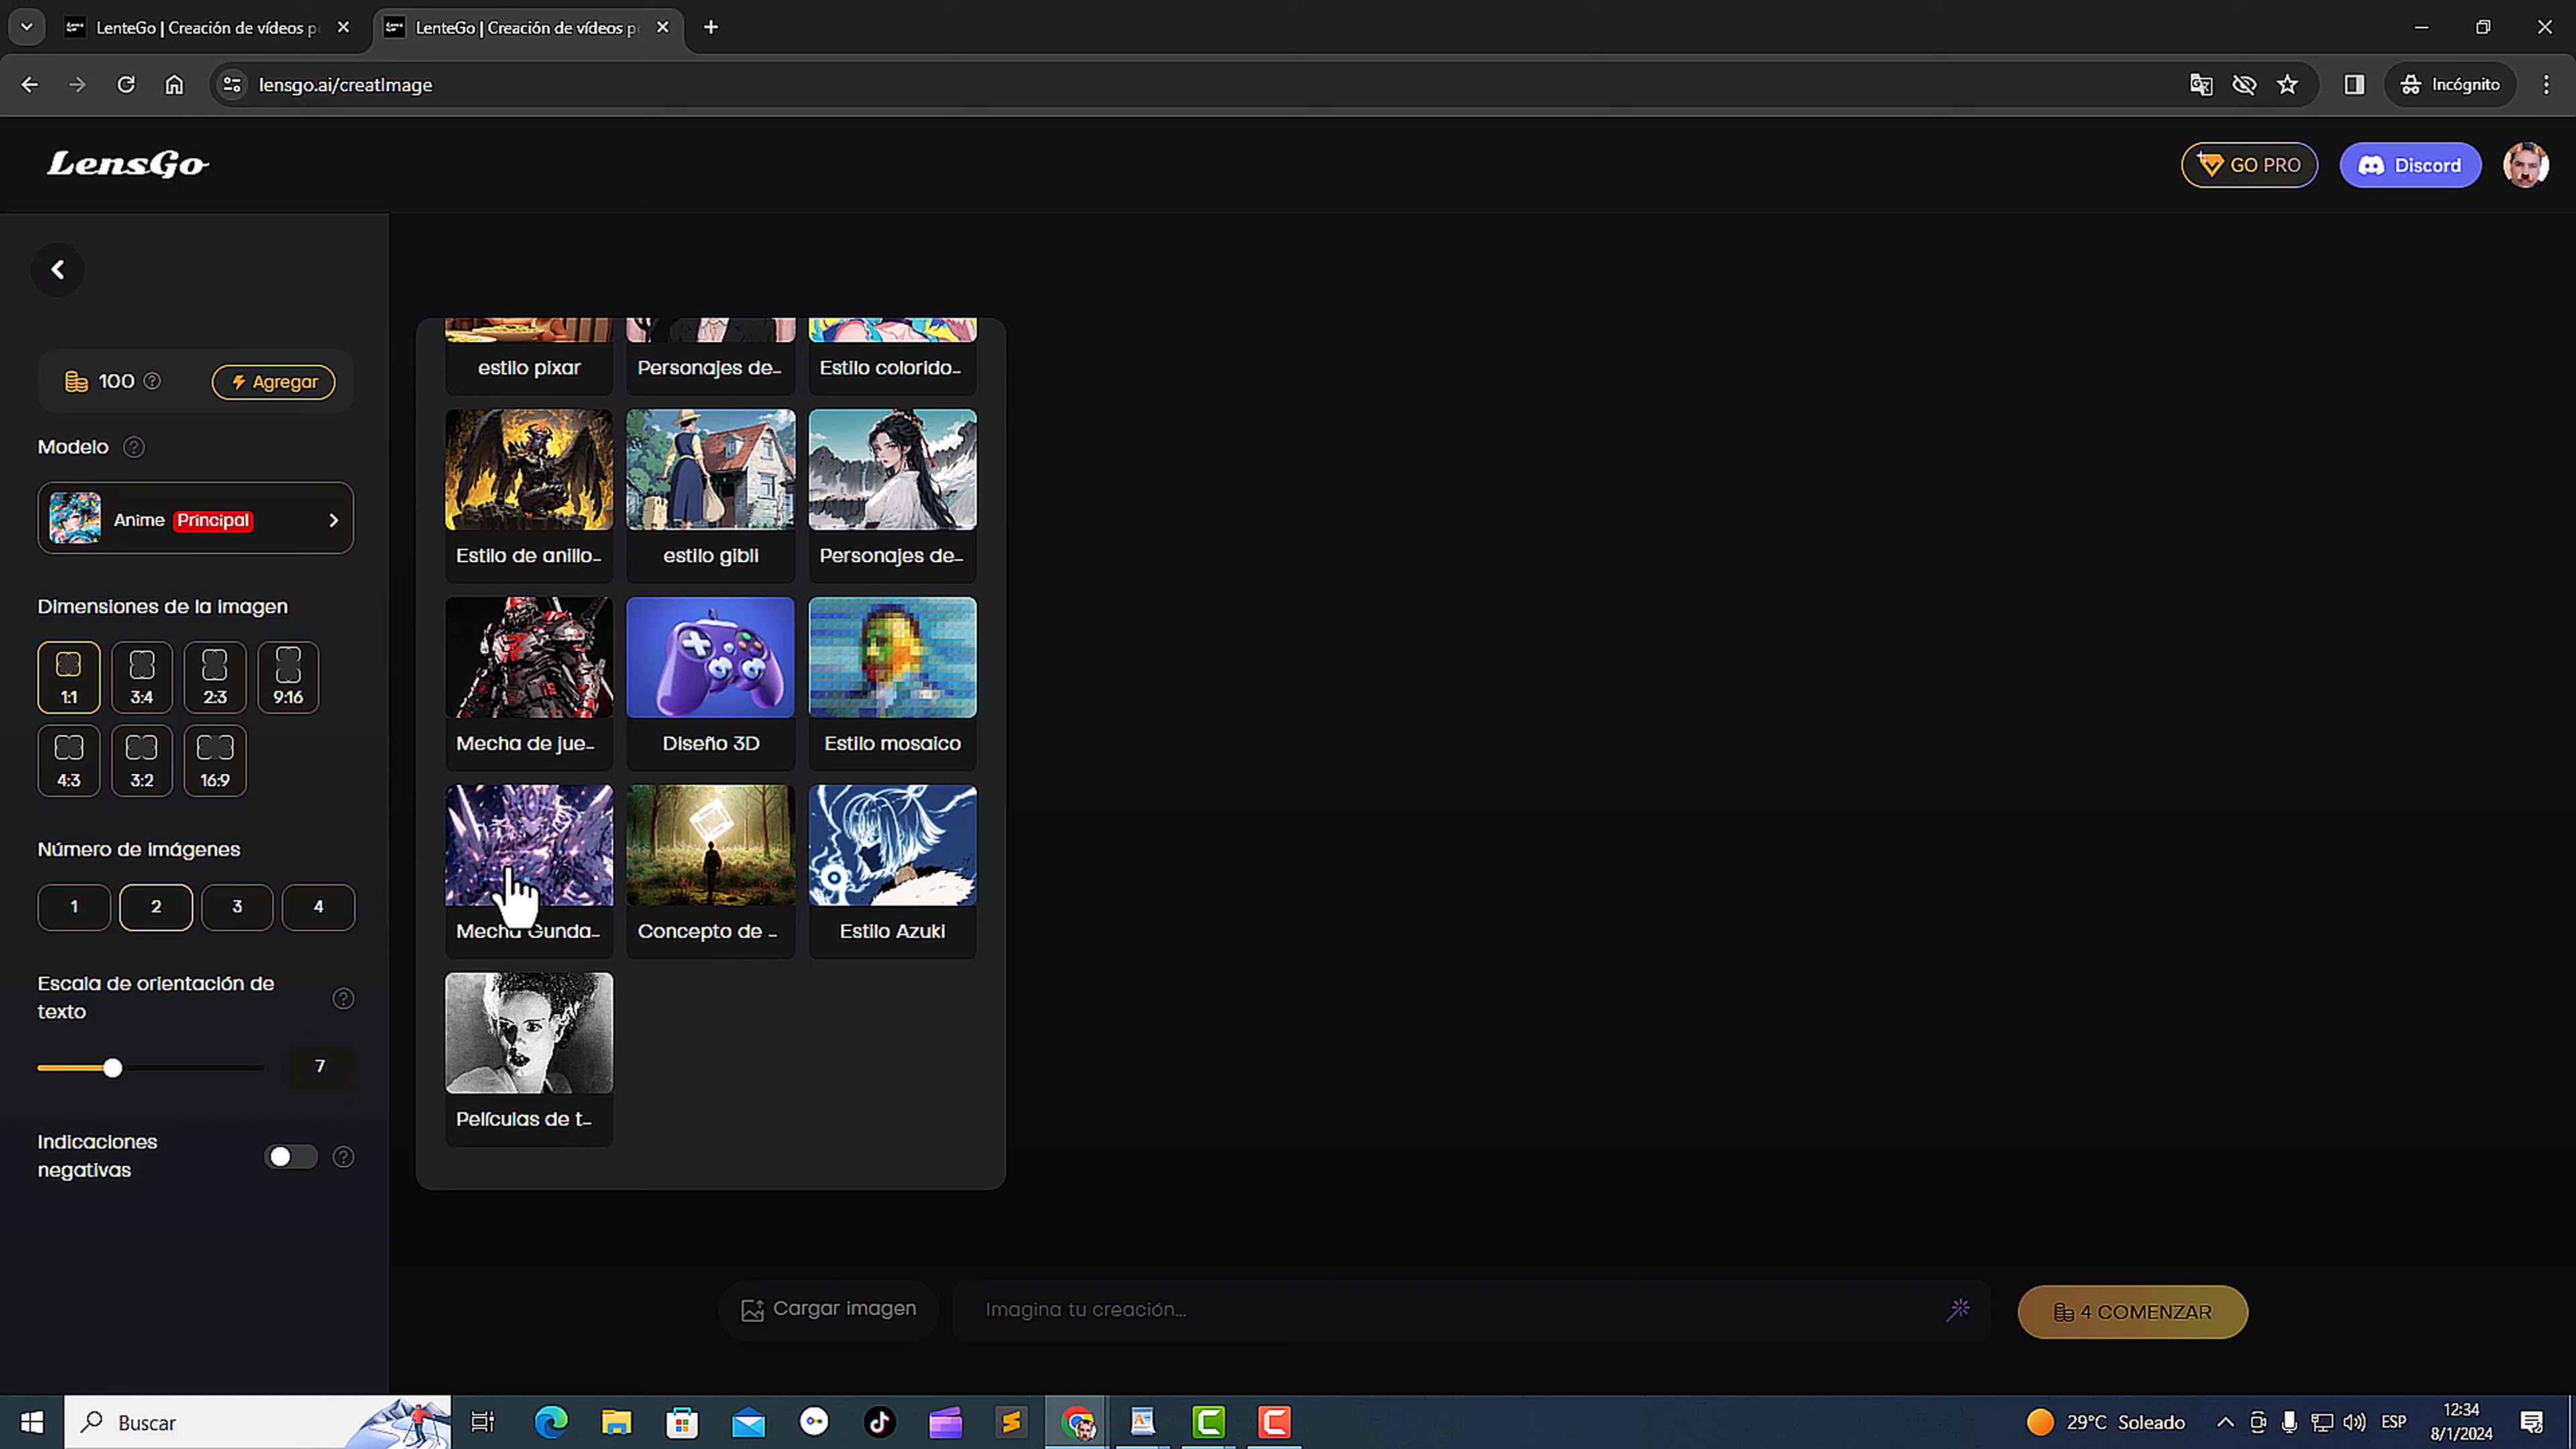 LenteGo | Creación de vídeos po
LenteGo | Creación de vídeos po
lensgo.ai/creatImage
Incógnito
LensGo
GO PRO
Discord
100
Agregar
Modelo
Anime Principal
Dimensiones de la imagen
1:1
3:4
2:3
9:16
4:3
3:2
16:9
Número de imágenes
1
2
3
4
Escala de orientación de
texto
7
Indicaciones
negativas
estilo pixar
Personajes de...
Estilo colorido...
Estilo de anillo...
estilo gibli
Personajes de...
Mecha de jue...
Diseño 3D
Estilo mosaico
Mecha Gunda...
Concepto de ...
Estilo Azuki
Películas de t...
Cargar imagen
Imagina tu creación...
4 COMENZAR
Buscar
29°C Soleado
ESP
12:34
8/1/2024